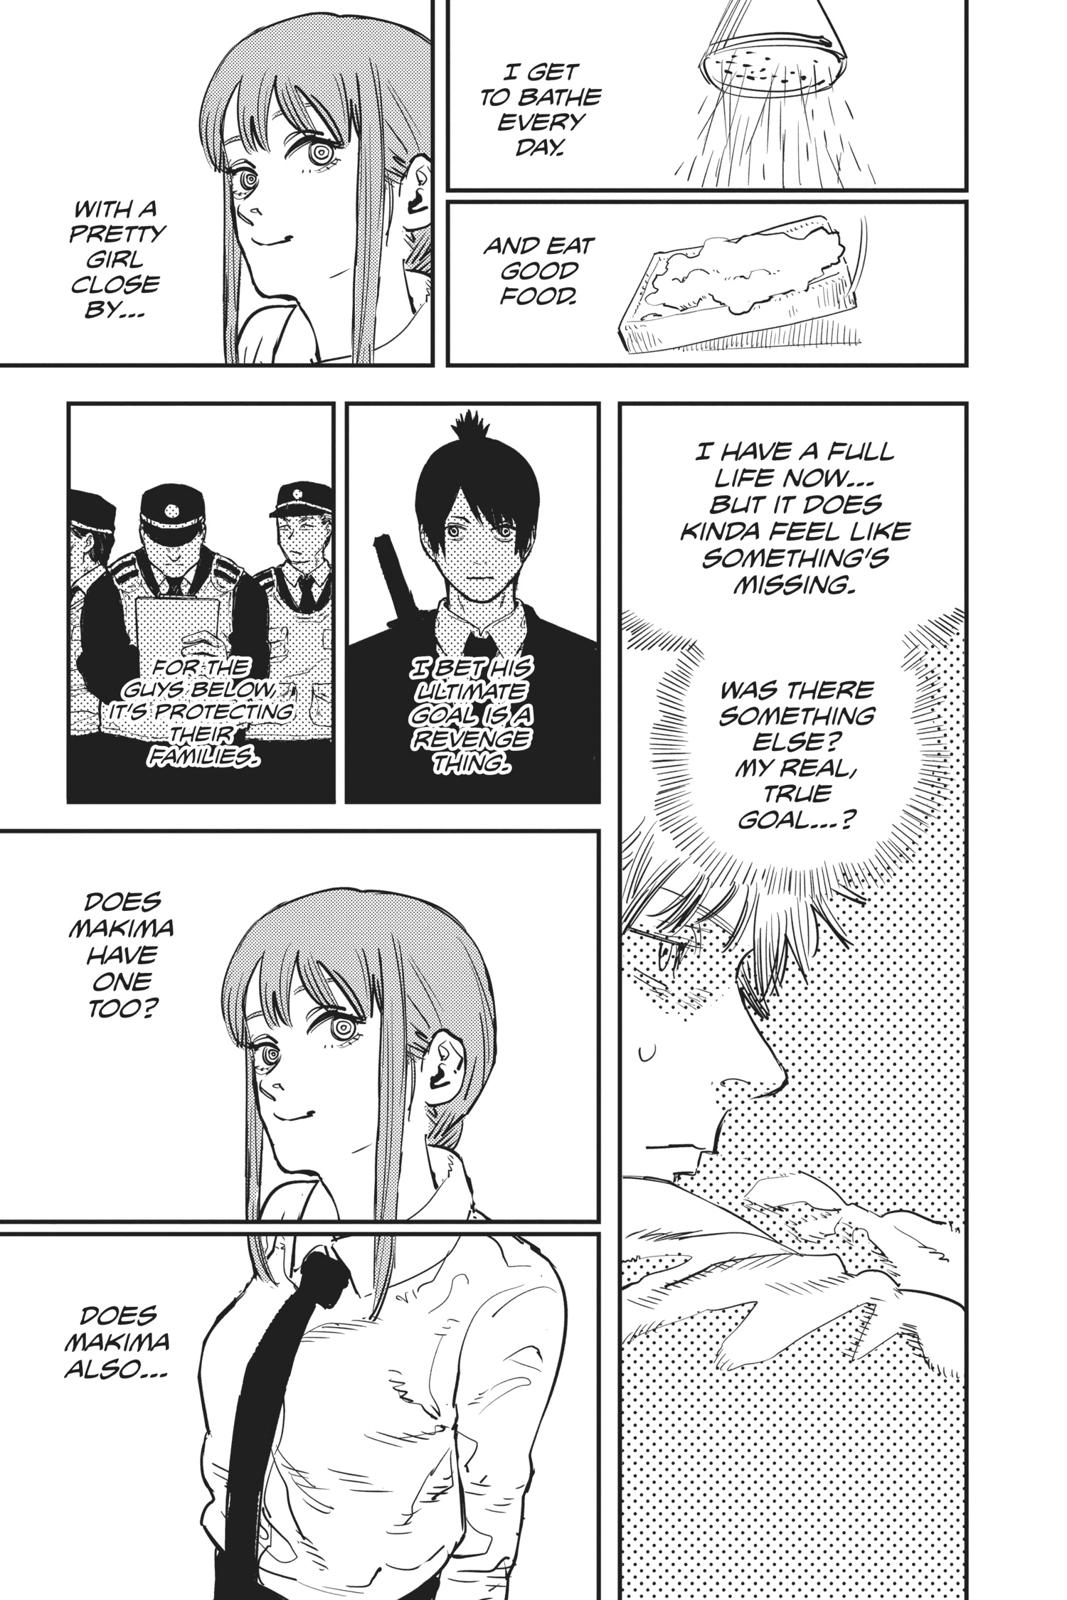 I GET
TO BATHE
EVERY
DAY.
AND EAT
GOOD
FOOD.
WITH A
PRETTY
GIRL
CLOSE
BY...
I HAVE A FULL
LIFE NOW...
BUT IT DOES
KINDA FEEL LIKE
SOMETHING'S
MISSING.
WAS THERE
SOMETHING
ELSE?
MY REAL,
TRUE
GOAL...?
I BET HIS
ULTIMATE
GOAL IS A
REVENGE
THING.
FOR THE
GUYS BELOW,
IT'S PROTECTING
THEIR
FAMILIES.
DOES
MAKIMA
HAVE
ONE
TOO?
DOES
MAKIMA
ALSO...